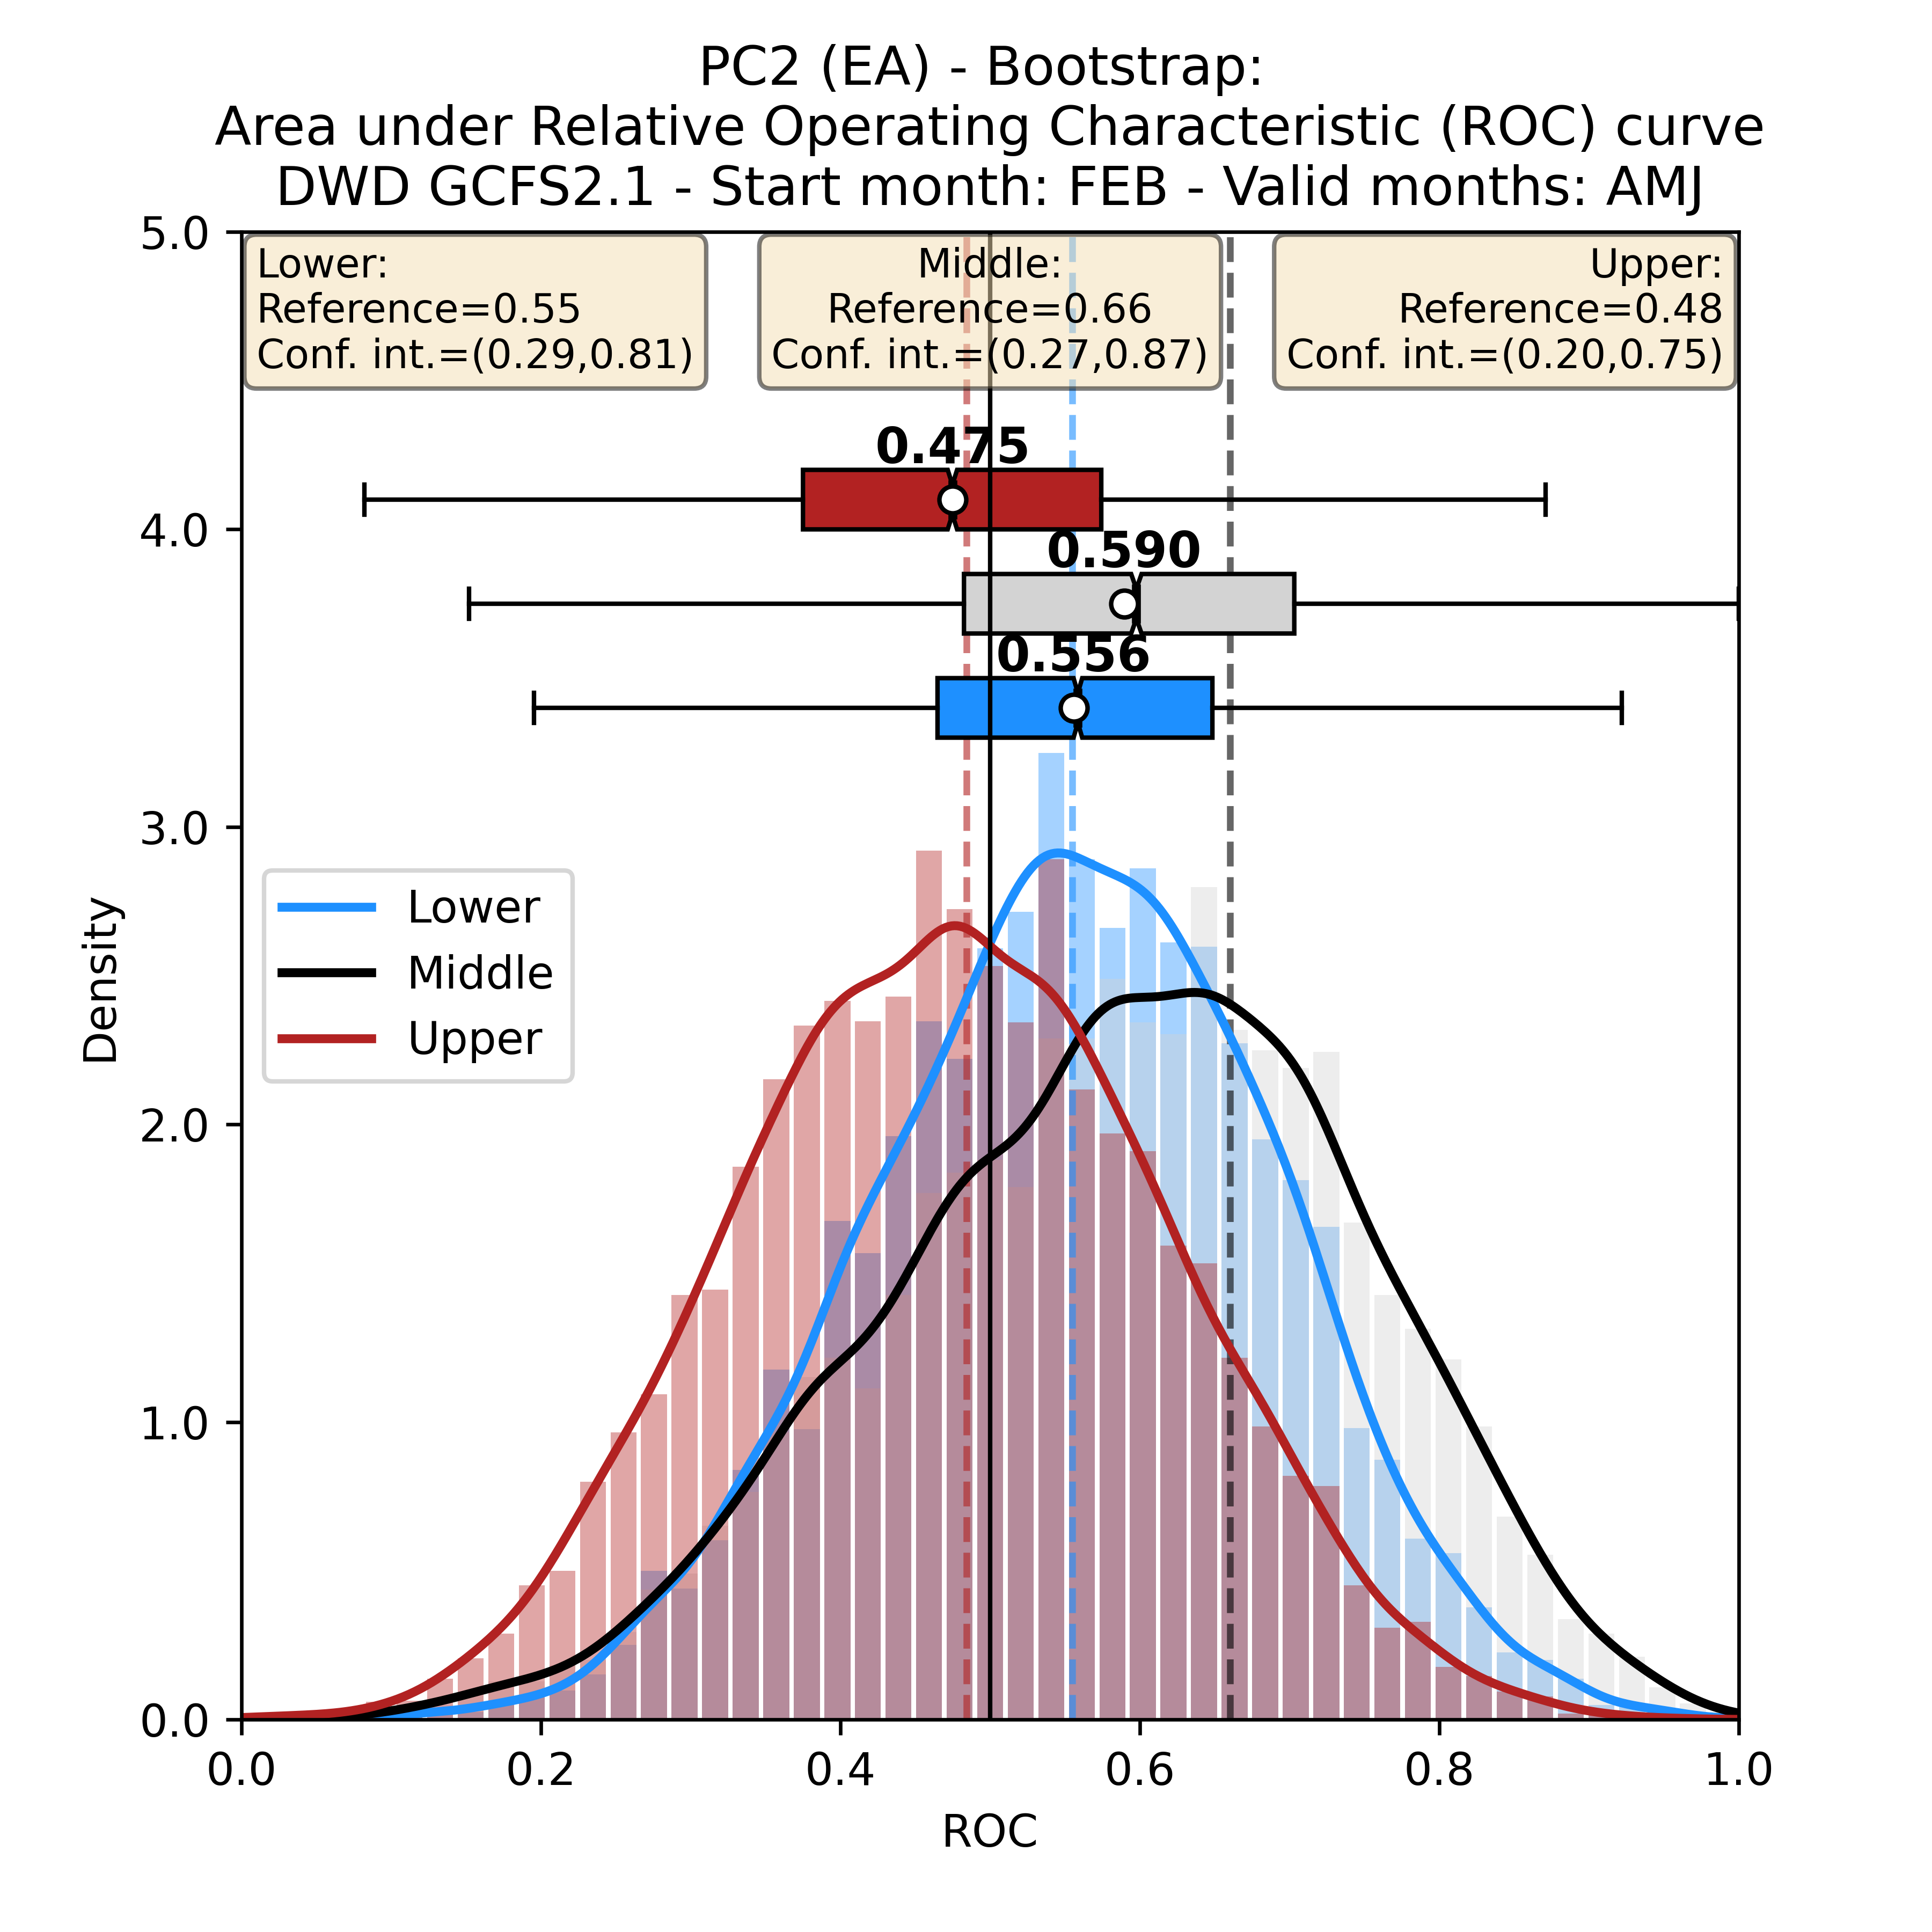 PC2 (EA) - Bootstrap:
Area under Relative Operating Characteristic (ROC) curve
DWD GCFS2.1 - Start month: FEB - Valid months: AMJ
Lower:
Reference=0.55
Conf. int.=(0.29,0.81)
Middle:
Reference=0.66
Conf. int.=(0.27,0.87)
Upper:
Reference=0.48
Conf. int.=(0.20,0.75)
0.475
0.590
0.556
Lower
Middle
Upper
Density
5.0
4.0
3.0
2.0
1.0
0.0
0.0 0.2 0.4 0.6 0.8 1.0
ROC